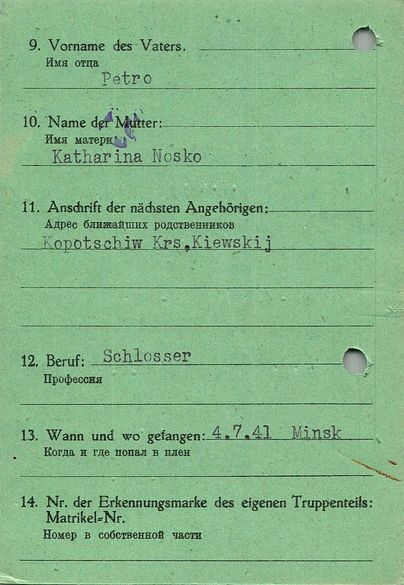 9. Vorname des Vaters.
Имя отца
Petro
10. Name der Mutter:
Имя матери
Katharina Nosko
11. Anschrift der nächsten Angehörigen:
Адрес ближайших родственников
Kopotschiw Krs,Kiewskij
12. Beruf: Schlosser
Профессия
13. Wann und wo gefangen: 4.7.41 Minsk
Когда и где попал в плен
14. Nr. der Erkennungsmarke des eigenen Truppenteils:
Matrikel-Nr.
Номер в собственной части